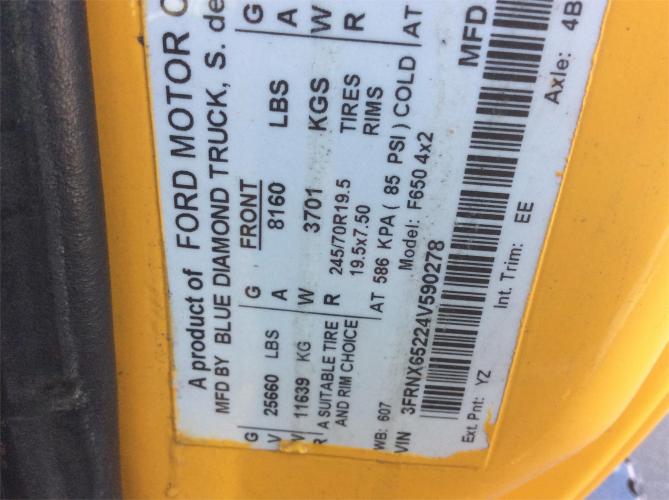 A product of FORD MOTOR C
MFD BY BLUE DIAMOND TRUCK, S. de
G G FRONT G
V 25660 LBS A 8160 LBS A
W 11639 KG W 3701 KGS W
R A SUITABLE TIRE R 245/70R19.5 TIRES R
AND RIM CHOICE 19.5x7.50 RIMS
WB: 607 AT 586 KPA ( 85 PSI ) COLD AT
VIN 3FRNX65224V590278 Model: F650 4x2
MFD
Ext Pnt: YZ Int. Trim: EE Axle: 4B